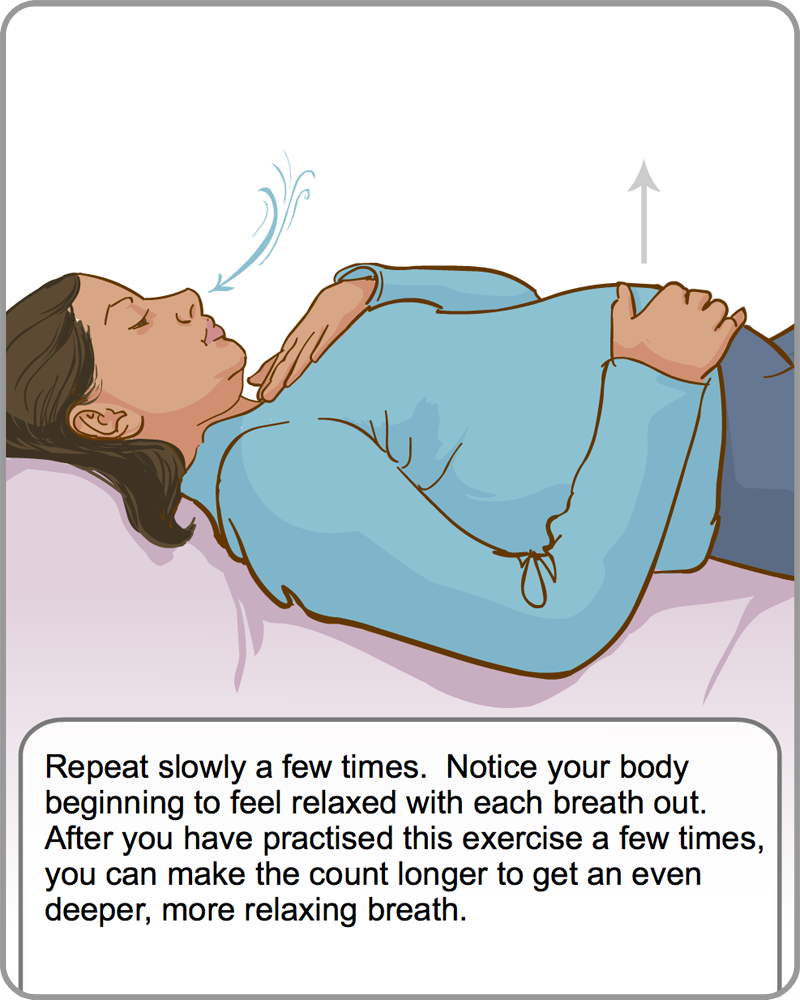 Repeat slowly a few times.  Notice your body
beginning to feel relaxed with each breath out.
After you have practised this exercise a few times,
you can make the count longer to get an even
deeper, more relaxing breath.